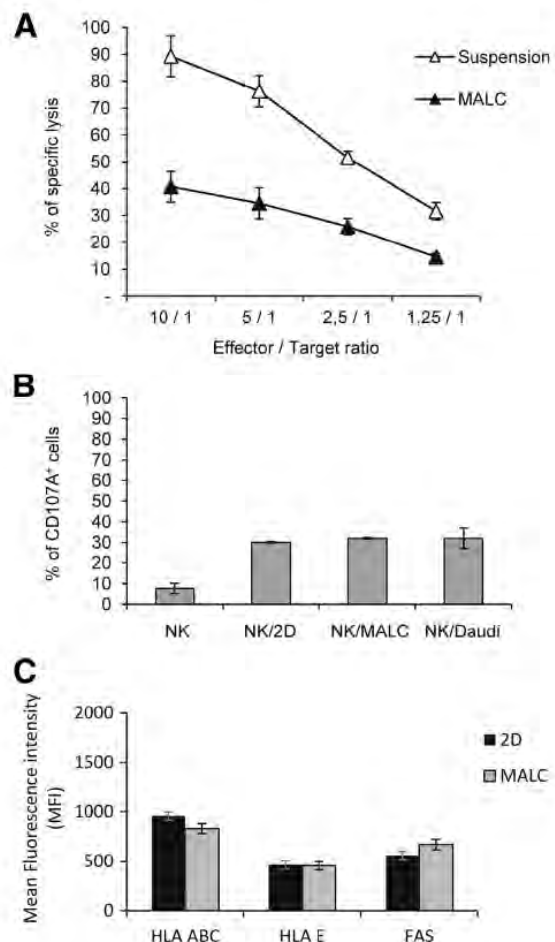 A
% of specific lysis
100
90
80
70
60
50
40
30
20
10
-
Suspension
MALC
10 / 1 5 / 1 2,5 / 1 1,25 / 1
Effector / Target ratio
B
% of CD107A⁺ cells
100
90
80
70
60
50
40
30
20
10
0
NK NK/2D NK/MALC NK/Daudi
C
Mean Fluorescence intensity
(MFI)
2000
1500
1000
500
0
2D
MALC
HLA ABC HLA E FAS